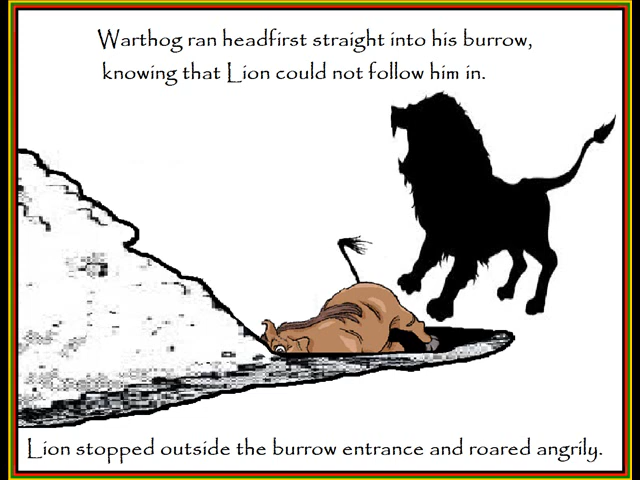 Warthog ran headfirst straight into his burrow,
knowing that Lion could not follow him in.
Lion stopped outside the burrow entrance and roared angrily.